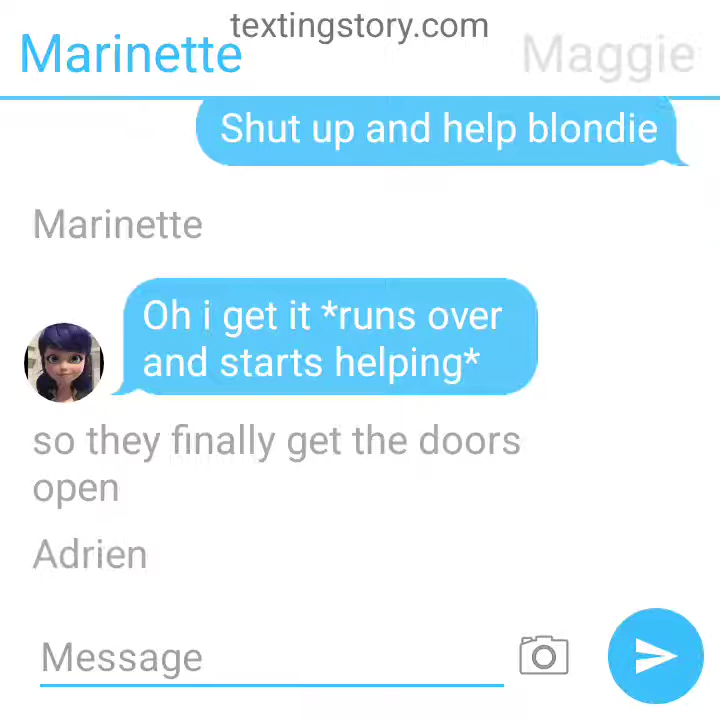 textingstory.com
Marinette
Maggie
Shut up and help blondie
Marinette
Oh i get it *runs over
and starts helping*
so they finally get the doors
open
Adrien
Message